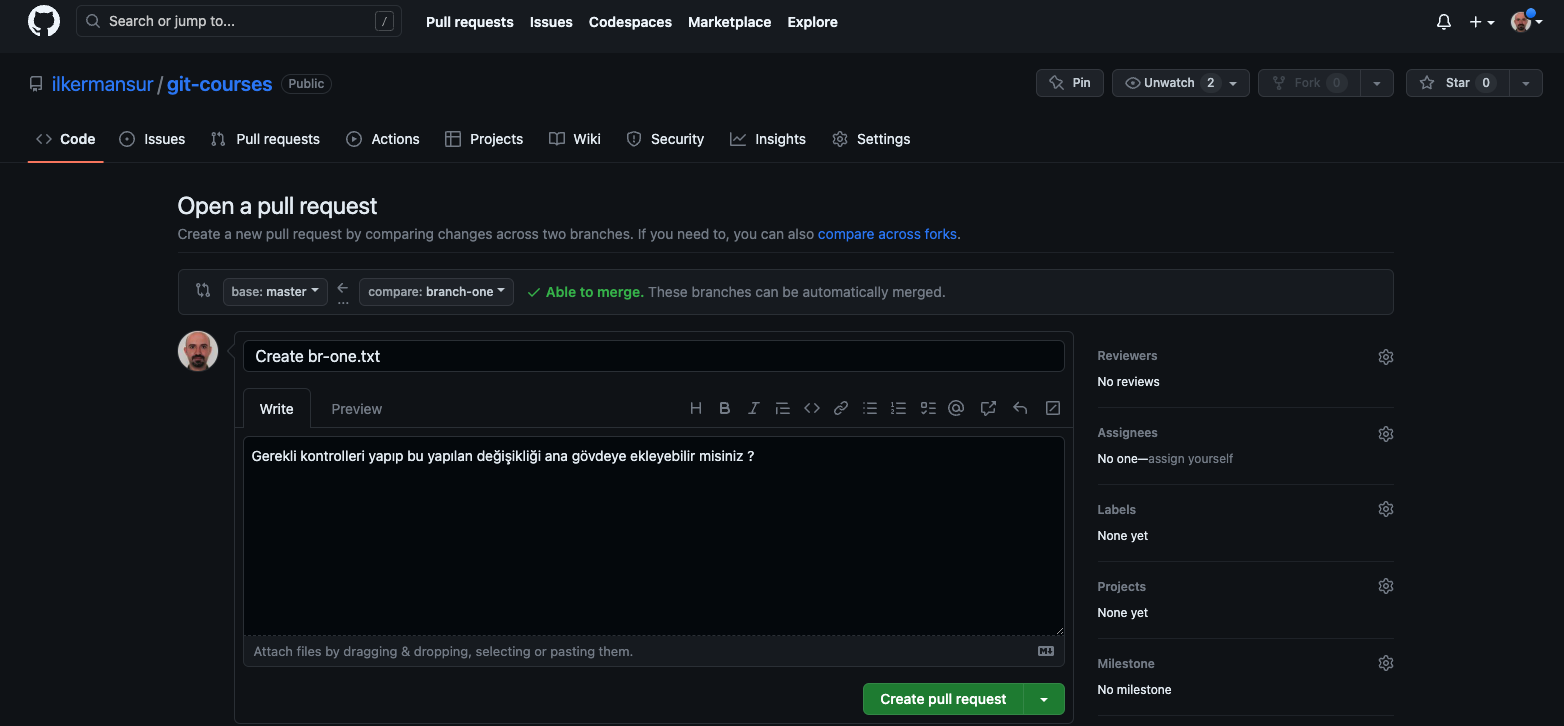 Search or jump to... /
Pull requests Issues Codespaces Marketplace Explore
ilkermansur / git-courses Public
Pin Unwatch 2 Fork 0 Star 0
Code Issues Pull requests Actions Projects Wiki Security Insights Settings
Open a pull request
Create a new pull request by comparing changes across two branches. If you need to, you can also compare across forks.
base: master ... compare: branch-one Able to merge. These branches can be automatically merged.
Create br-one.txt
Write Preview
Gerekli kontrolleri yapıp bu yapılan değişikliği ana gövdeye ekleyebilir misiniz ?
Attach files by dragging & dropping, selecting or pasting them.
Create pull request
Reviewers
No reviews
Assignees
No one—assign yourself
Labels
None yet
Projects
None yet
Milestone
No milestone